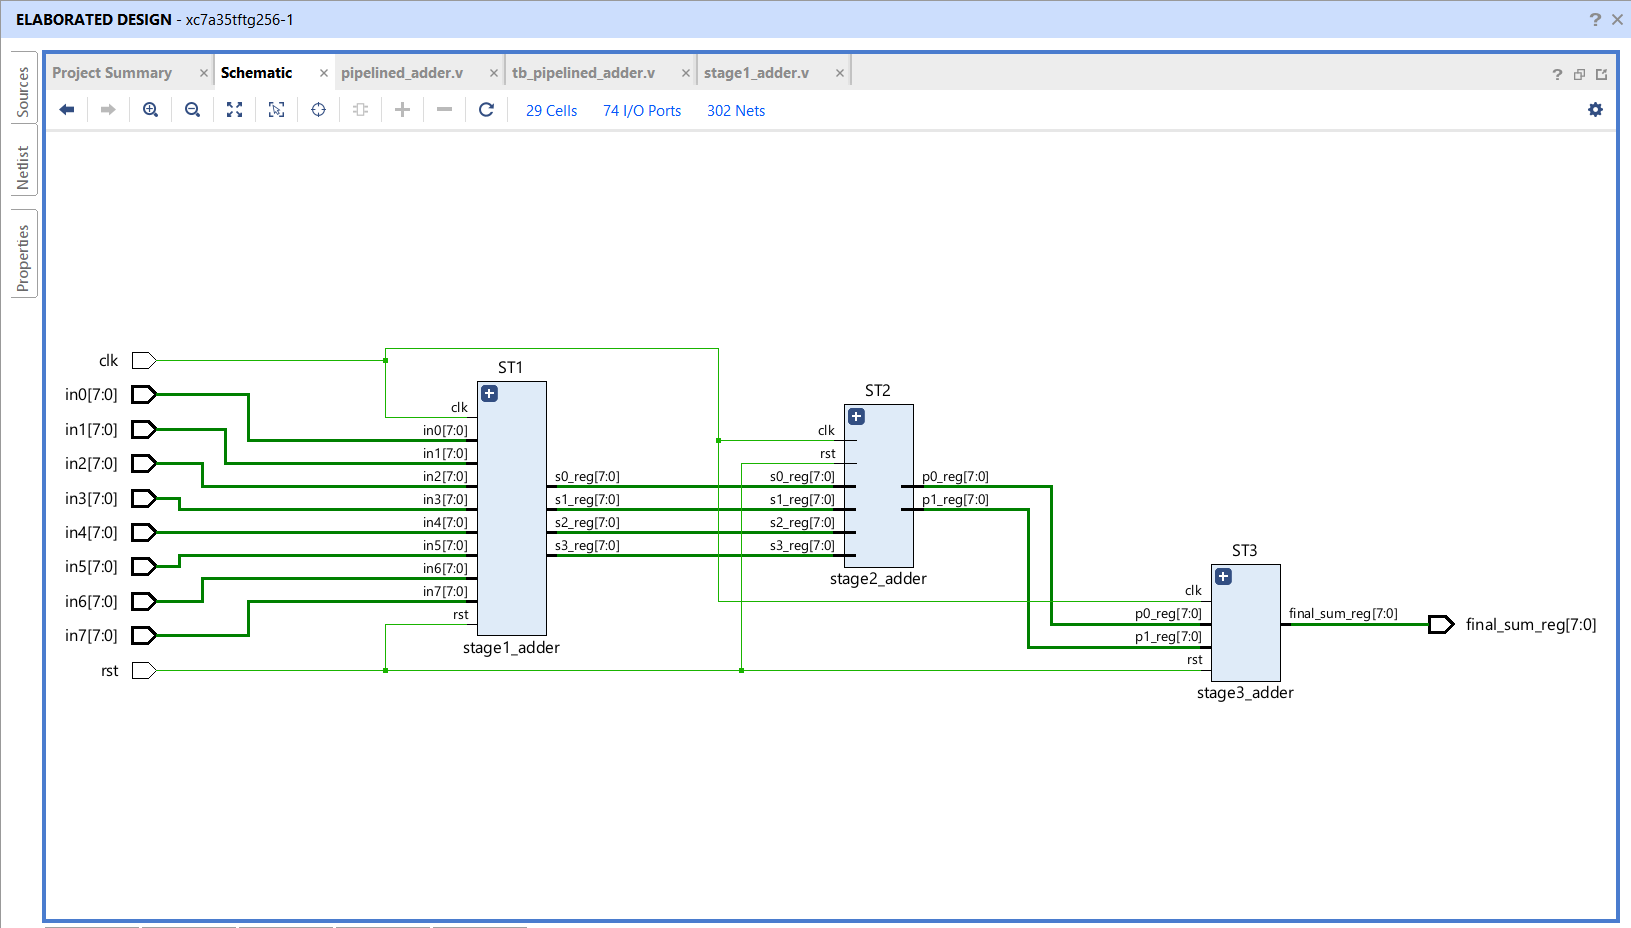 ELABORATED DESIGN - xc7a35tftg256-1
Sources
Netlist
Properties
Project Summary
Schematic
pipelined_adder.v
tb_pipelined_adder.v
stage1_adder.v
29 Cells
74 I/O Ports
302 Nets
clk
in0[7:0]
in1[7:0]
in2[7:0]
in3[7:0]
in4[7:0]
in5[7:0]
in6[7:0]
in7[7:0]
rst
ST1
clk
in0[7:0]
in1[7:0]
in2[7:0]
in3[7:0]
in4[7:0]
in5[7:0]
in6[7:0]
in7[7:0]
rst
s0_reg[7:0]
s1_reg[7:0]
s2_reg[7:0]
s3_reg[7:0]
stage1_adder
ST2
clk
rst
s0_reg[7:0]
s1_reg[7:0]
s2_reg[7:0]
s3_reg[7:0]
p0_reg[7:0]
p1_reg[7:0]
stage2_adder
ST3
clk
p0_reg[7:0]
p1_reg[7:0]
rst
final_sum_reg[7:0]
stage3_adder
final_sum_reg[7:0]